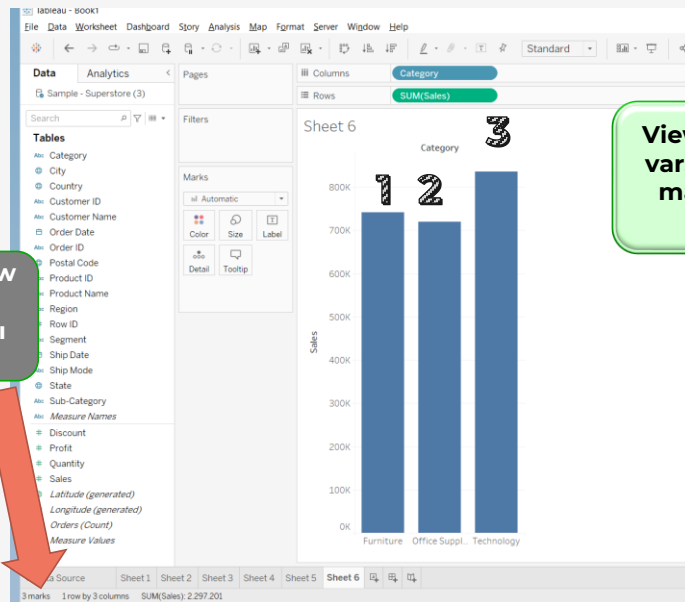 Tableau - Book1
File Data Worksheet Dashboard Story Analysis Map Format Server Window Help
Standard
Data Analytics
Pages
Columns Category
Sample - Superstore (3)
Rows SUM(Sales)
Search
Filters
Tables
Abc Category
City
Country
Abc Customer ID
Abc Customer Name
Order Date
Abc Order ID
Postal Code
Product ID
Product Name
Region
Row ID
Segment
Ship Date
Ship Mode
State
Abc Sub-Category
Abc Measure Names
# Discount
# Profit
# Quantity
# Sales
Latitude (generated)
Longitude (generated)
Orders (Count)
Measure Values
Marks
Automatic
Color Size Label
Detail Tooltip
Sheet 6
Category
1 2 3
Sales
800K
700K
600K
500K
400K
300K
200K
100K
0K
Furniture Office Suppl.. Technology
Source Sheet 1 Sheet 2 Sheet 3 Sheet 4 Sheet 5 Sheet 6
3 marks 1 row by 3 columns SUM(Sales): 2.297.201